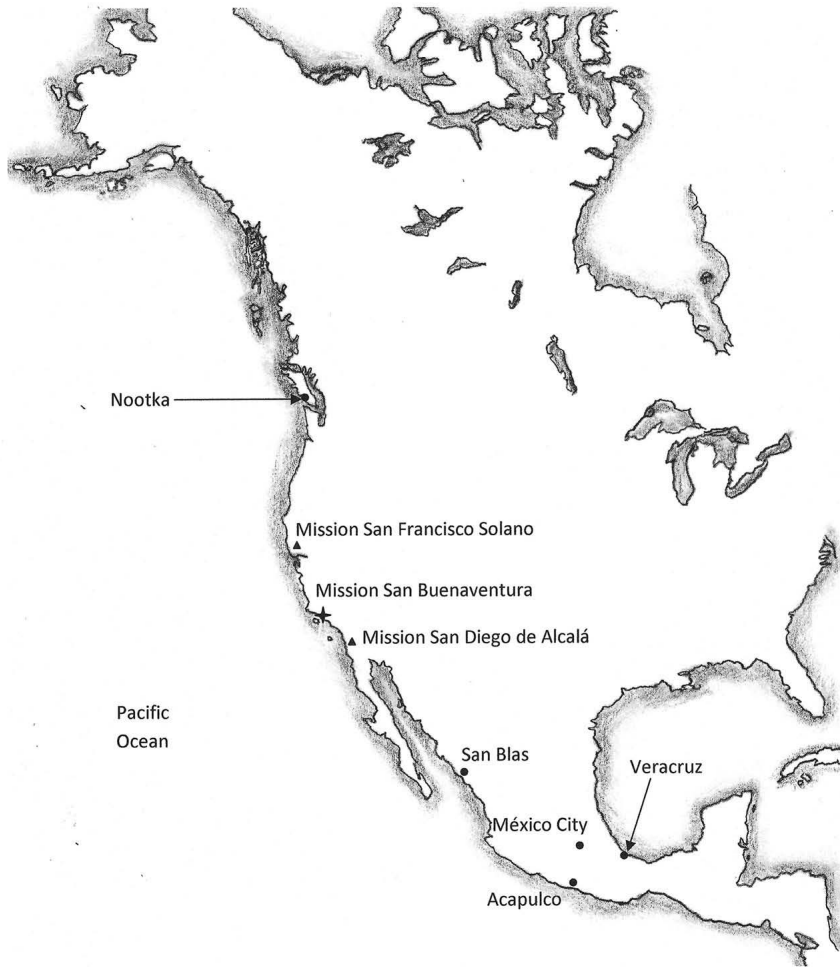 Nootka
Mission San Francisco Solano
Mission San Buenaventura
Mission San Diego de Alcalá
Pacific
Ocean
San Blas
Veracruz
México City
Acapulco